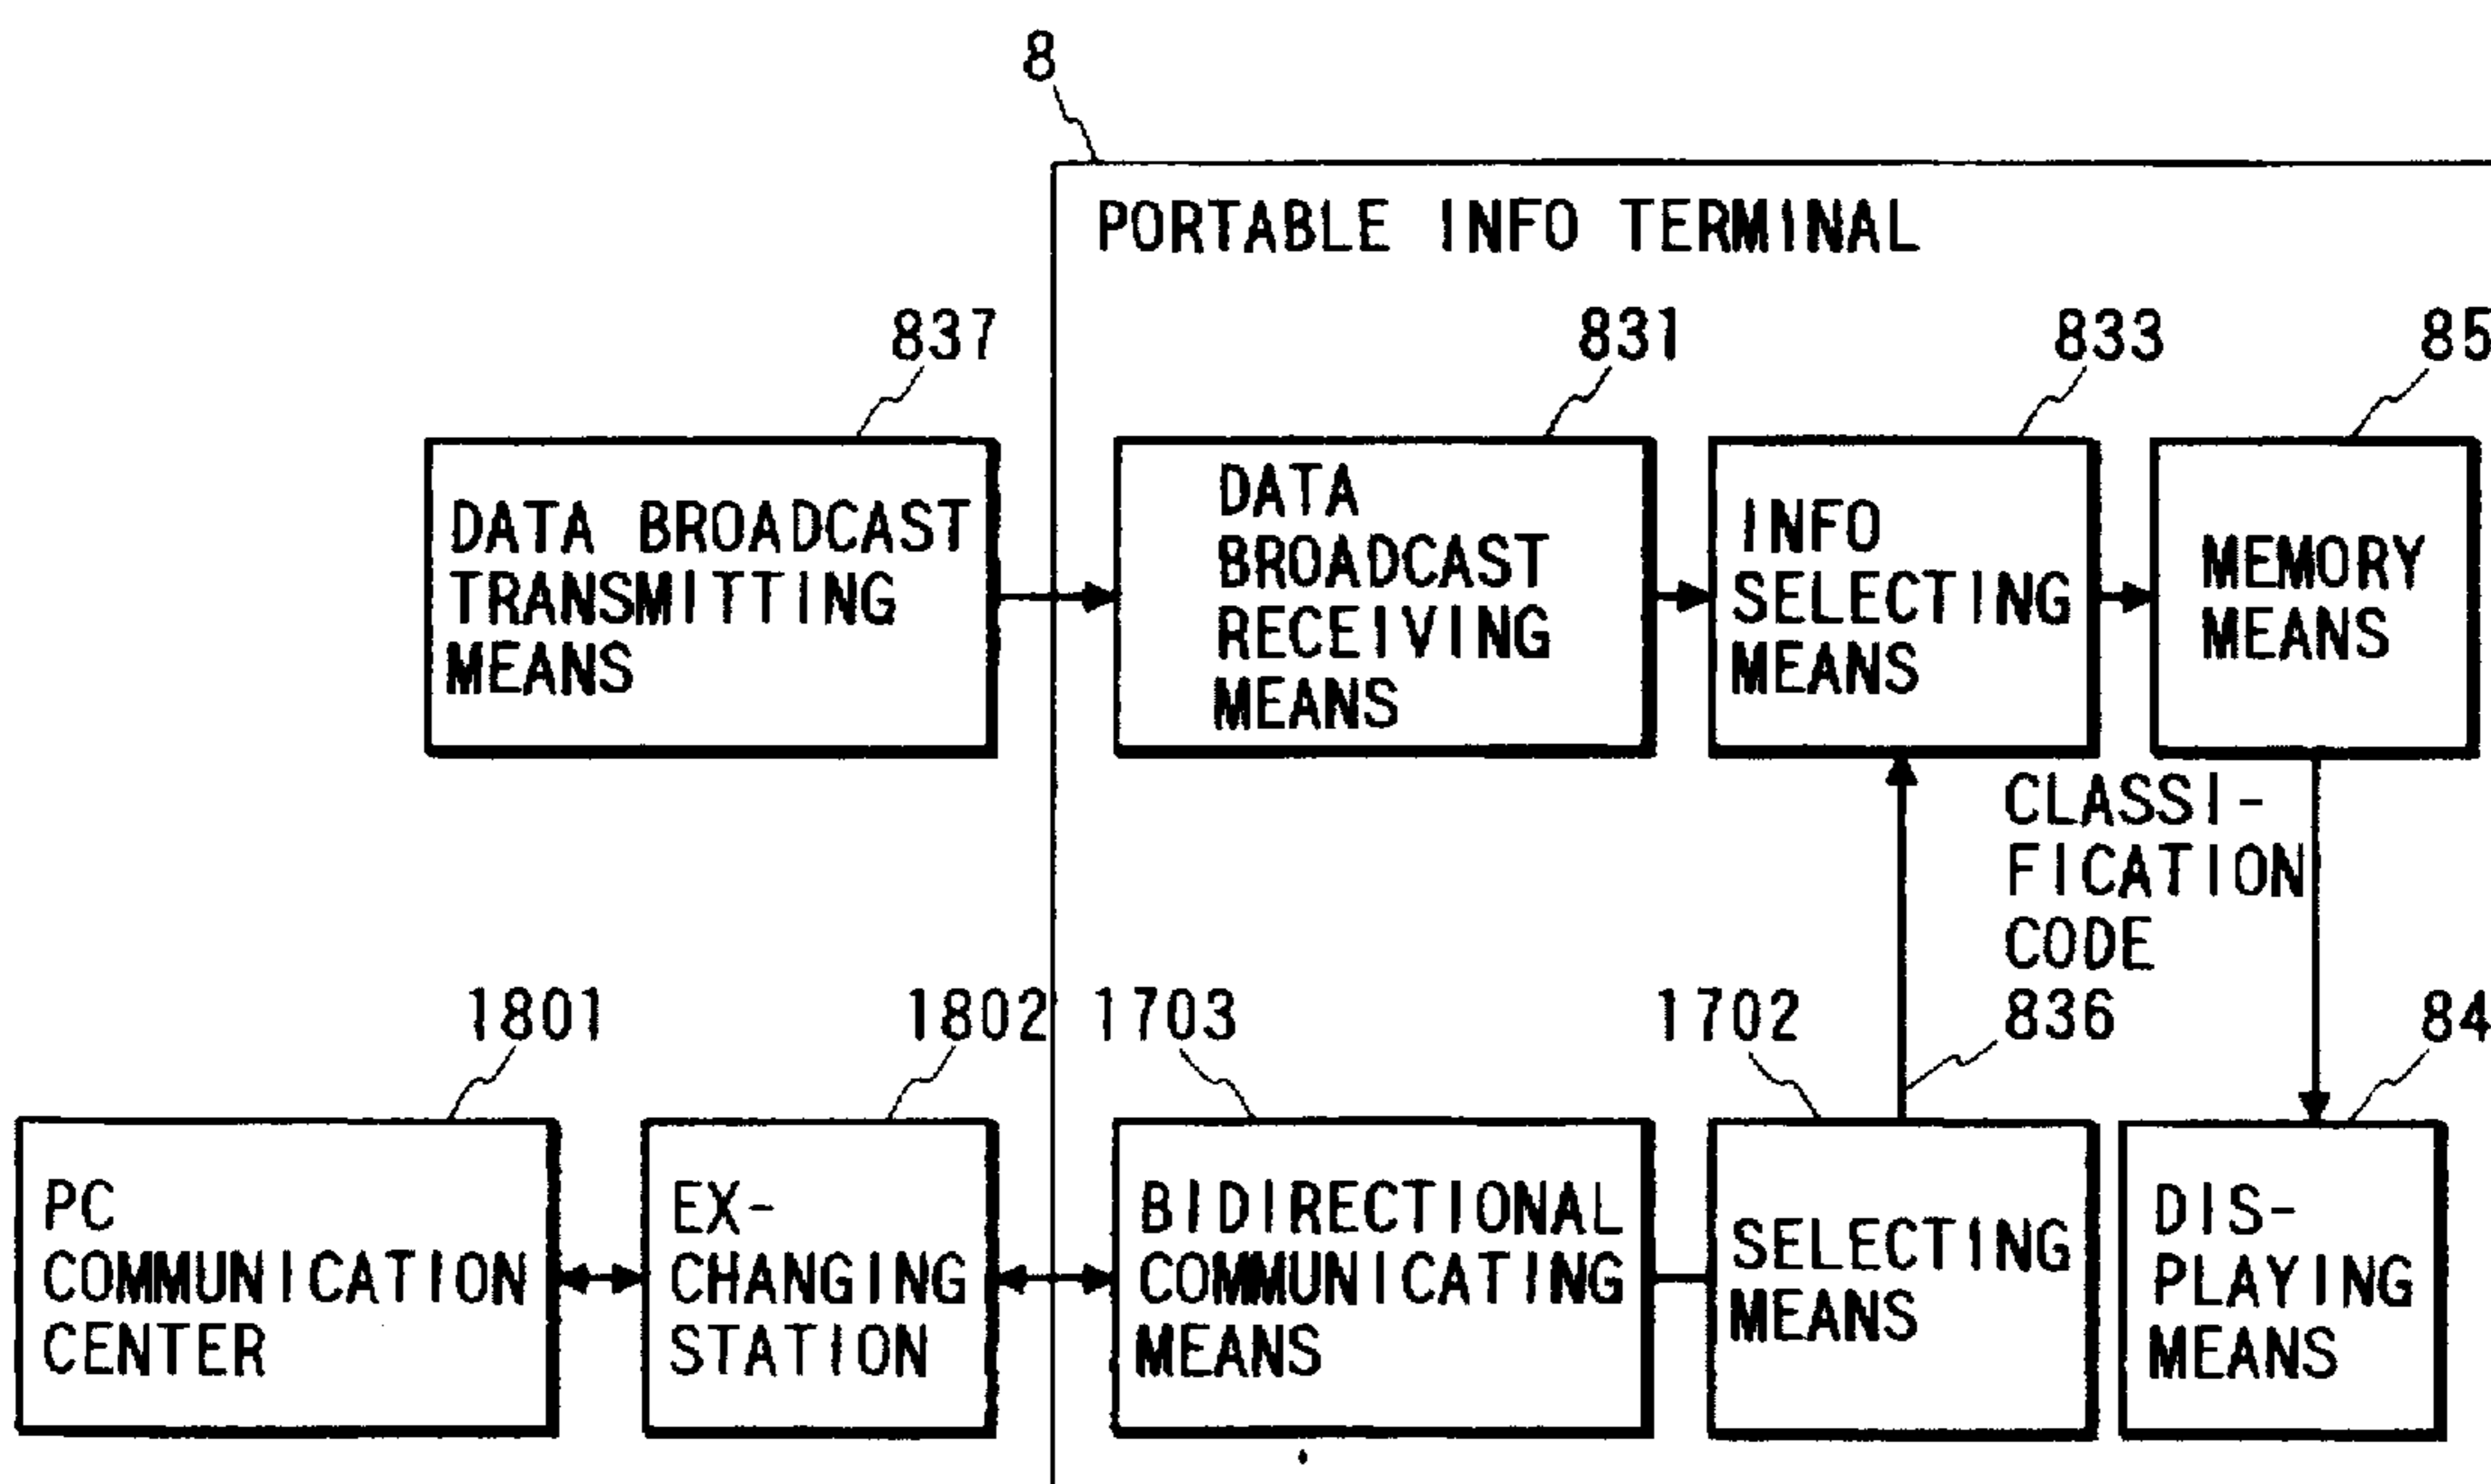 8
PORTABLE INFO TERMINAL
837
831
833
85
DATA BROADCAST
TRANSMITTING
MEANS
DATA
BROADCAST
RECEIVING
MEANS
INFO
SELECTING
MEANS
MEMORY
MEANS
CLASSI-
FICATION
CODE
836
1801
1802
1703
1702
84
PC
COMMUNICATION
CENTER
EX-
CHANGING
STATION
BIDIRECTIONAL
COMMUNICATING
MEANS
SELECTING
MEANS
DIS-
PLAYING
MEANS